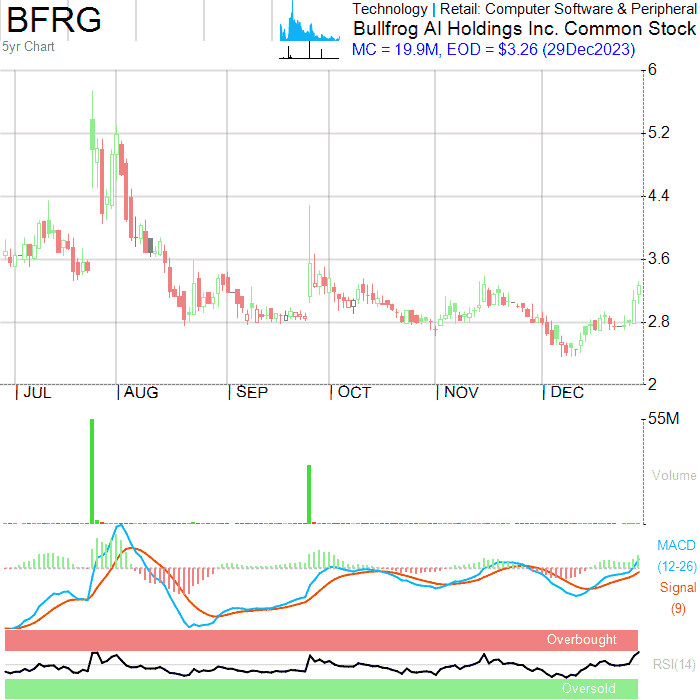 BFRG
5yr Chart
Technology | Retail: Computer Software & Peripheral
Bullfrog AI Holdings Inc. Common Stock
MC = 19.9M, EOD = $3.26 (29Dec2023)
6
5.2
4.4
3.6
2.8
2
JUL AUG SEP OCT NOV DEC
55M
Volume
MACD
(12-26)
Signal
(9)
Overbought
RSI(14)
Oversold